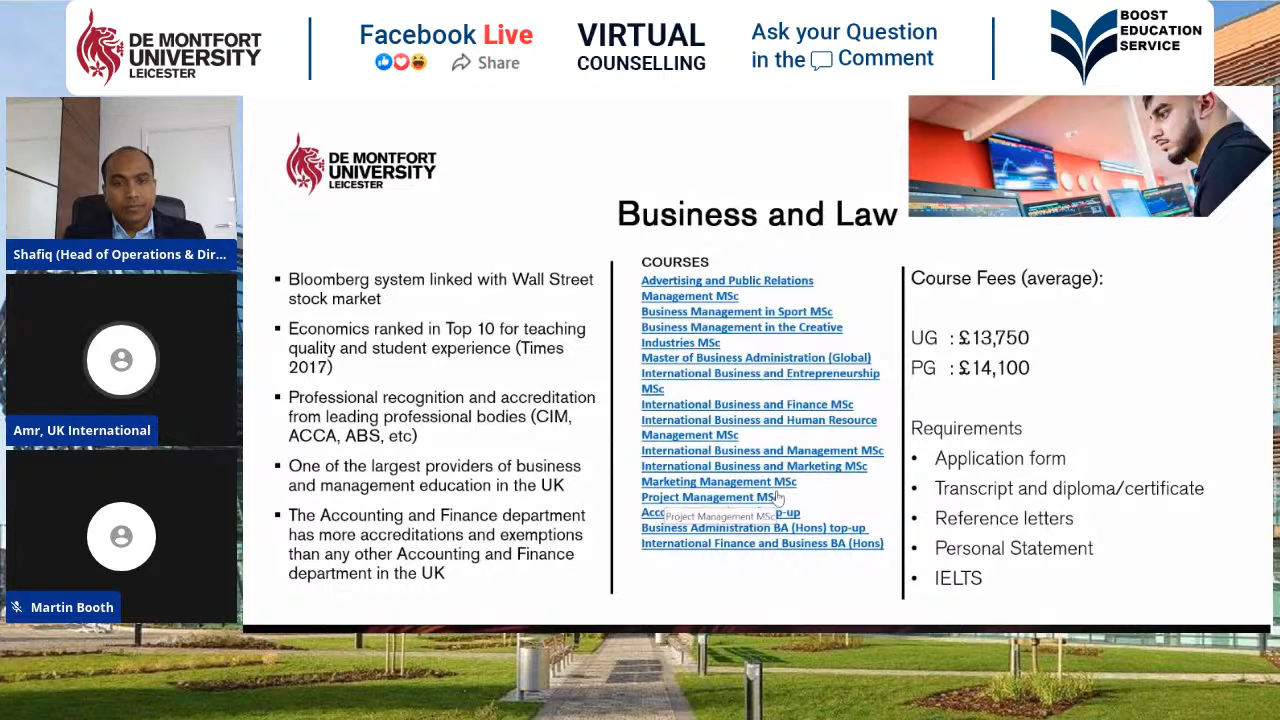 DE MONTFORT
UNIVERSITY
LEICESTER
Facebook Live
Share
VIRTUAL
COUNSELLING
Ask your Question
in the Comment
BOOST
EDUCATION
SERVICE
Shafiq (Head of Operations & Dir...
Amr, UK International
Martin Booth
DE MONTFORT
UNIVERSITY
LEICESTER
Business and Law
▪ Bloomberg system linked with Wall Street
stock market
▪ Economics ranked in Top 10 for teaching
quality and student experience (Times
2017)
▪ Professional recognition and accreditation
from leading professional bodies (CIM,
ACCA, ABS, etc)
▪ One of the largest providers of business
and management education in the UK
▪ The Accounting and Finance department
has more accreditations and exemptions
than any other Accounting and Finance
department in the UK
COURSES
Advertising and Public Relations
Management MSc
Business Management in Sport MSc
Business Management in the Creative
Industries MSc
Master of Business Administration (Global)
International Business and Entrepreneurship
MSc
International Business and Finance MSc
International Business and Human Resource
Management MSc
International Business and Management MSc
International Business and Marketing MSc
Marketing Management MSc
Project Management MSc
Project Management MSc
Business Administration BA (Hons) top-up
International Finance and Business BA (Hons)
Course Fees (average):
UG : £13,750
PG : £14,100
Requirements
• Application form
• Transcript and diploma/certificate
• Reference letters
• Personal Statement
• IELTS